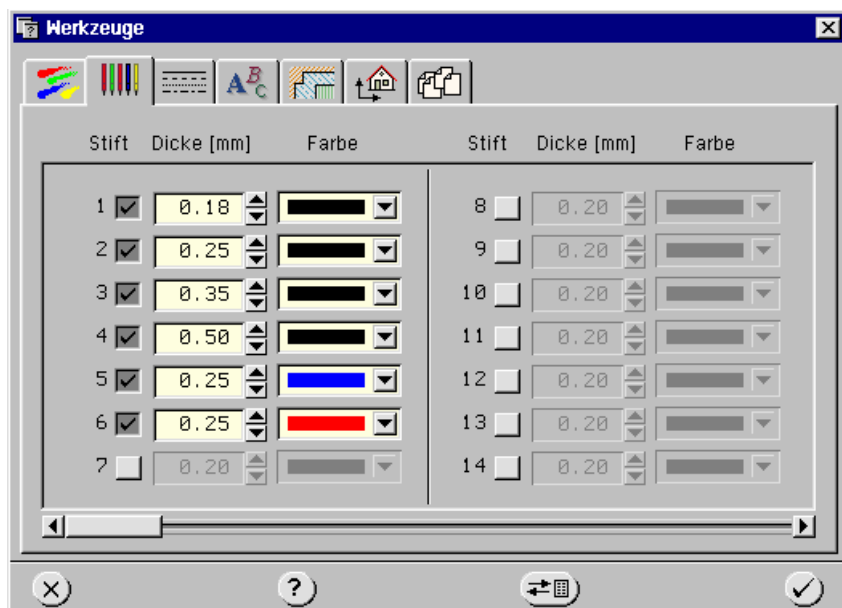 Werkzeuge
A B C
Stift Dicke [mm] Farbe Stift Dicke [mm] Farbe
1 0.18 8 0.20
2 0.25 9 0.20
3 0.35 10 0.20
4 0.50 11 0.20
5 0.25 12 0.20
6 0.25 13 0.20
7 0.20 14 0.20
?